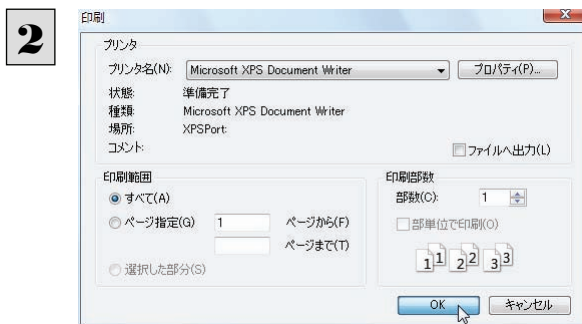 2
印刷
プリンタ
プリンタ名(N): Microsoft XPS Document Writer プロパティ(P)...
状態: 準備完了
種類: Microsoft XPS Document Writer
場所: XPSPort:
コメント: ファイルへ出力(L)
印刷範囲
すべて(A)
ページ指定(G) 1 ページから(F)
ページまで(T)
選択した部分(S)
印刷部数
部数(C): 1
部単位で印刷(O)
1 1 2 2 3 3
OK キャンセル